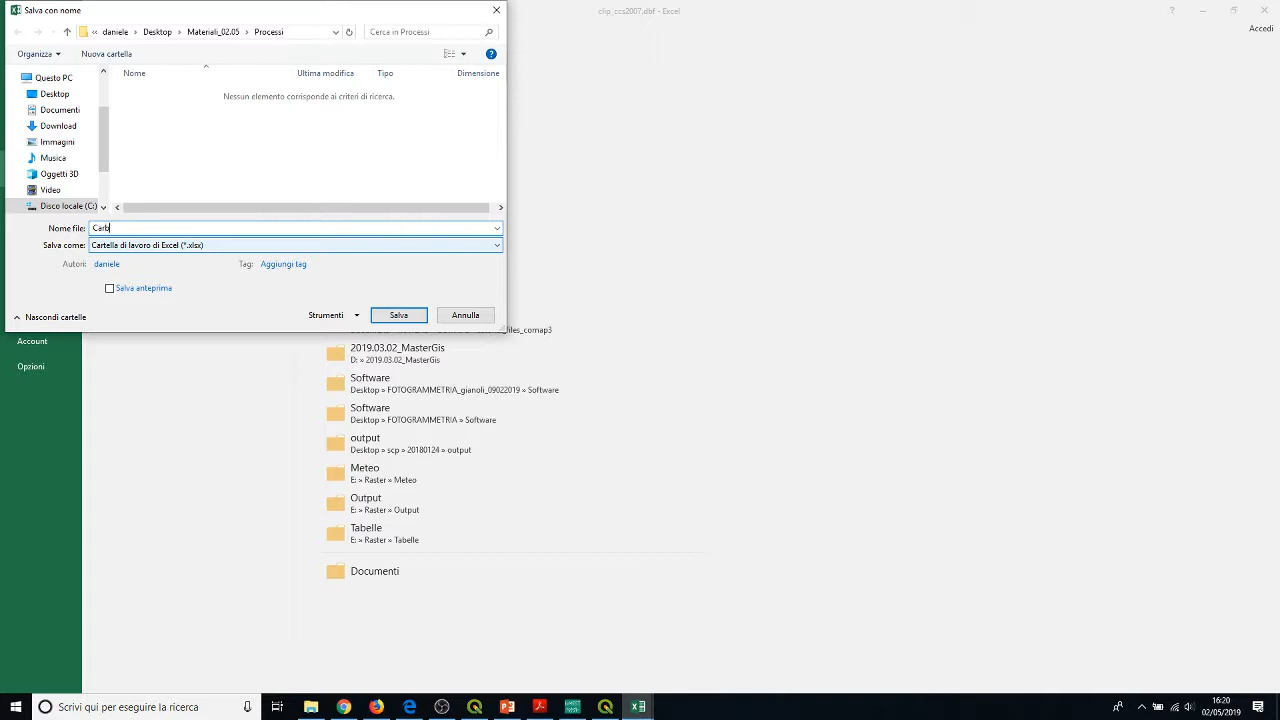 Salva con nome
clip_ccs2007.dbf - Excel
Accedi
« daniele › Desktop › Materiali_02.05 › Processi
Cerca in Processi
Organizza
Nuova cartella
Questo PC
Desktop
Documenti
Download
Immagini
Musica
Oggetti 3D
Video
Disco locale (C:)
Nome
Ultima modifica
Tipo
Dimensione
Nessun elemento corrisponde ai criteri di ricerca.
Nome file: Carb
Salva come: Cartella di lavoro di Excel (*.xlsx)
Autori: daniele
Tag: Aggiungi tag
Salva anteprima
Nascondi cartelle
Strumenti
Salva
Annulla
Account
Opzioni
files_comap3
2019.03.02_MasterGis
D: » 2019.03.02_MasterGis
Software
Desktop » FOTOGRAMMETRIA_gianoli_09022019 » Software
Software
Desktop » FOTOGRAMMETRIA » Software
output
Desktop » scp » 20180124 » output
Meteo
E: » Raster » Meteo
Output
E: » Raster » Output
Tabelle
E: » Raster » Tabelle
Documenti
Scrivi qui per eseguire la ricerca
16:20
02/05/2019